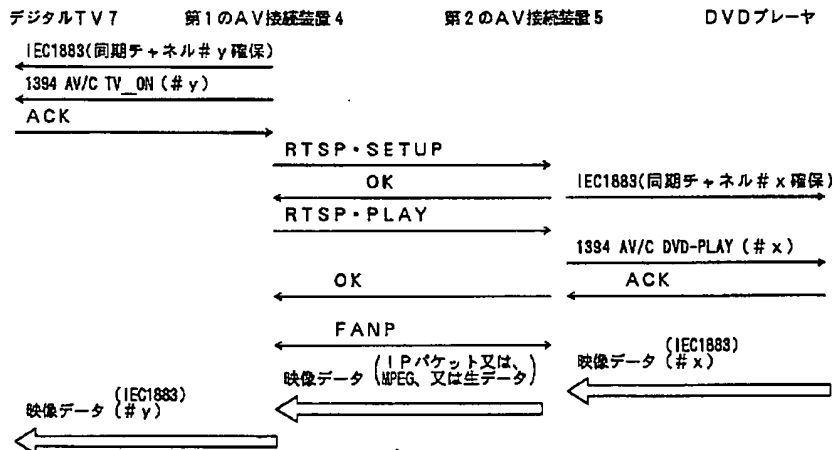 デジタルTV7　第1のAV接続装置4　第2のAV接続装置5　DVDプレーヤ
IEC1883(同期チャネル#y確保)
1394 AV/C TV_ON (#y)
ACK
RTSP・SETUP
OK　IEC1883(同期チャネル#x確保)
RTSP・PLAY
1394 AV/C DVD-PLAY (#x)
OK　ACK
FANP
映像データ(IPパケット又は、MPEG、又は生データ)
(IEC1883)
映像データ (#x)
(IEC1883)
映像データ (#y)